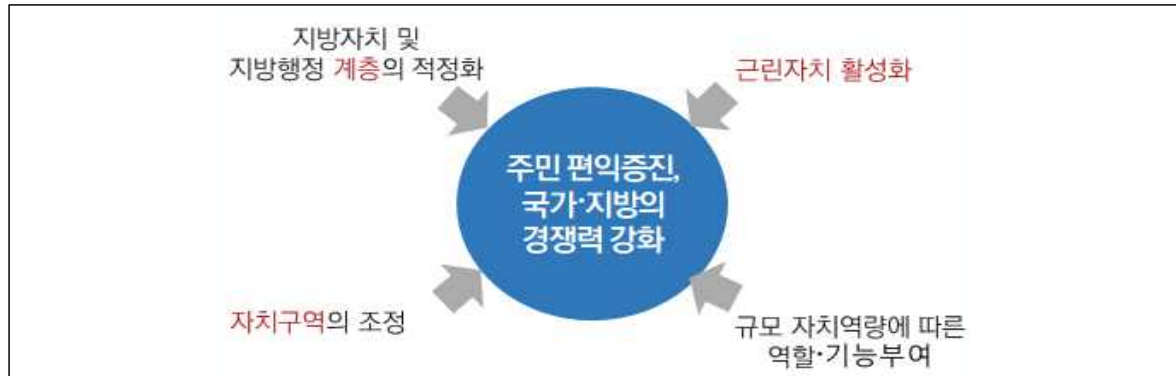 지방자치 및
지방행정 계층의 적정화
근린자치 활성화
주민 편익증진,
국가·지방의
경쟁력 강화
자치구역의 조정
규모 자치역량에 따른
역할·기능부여